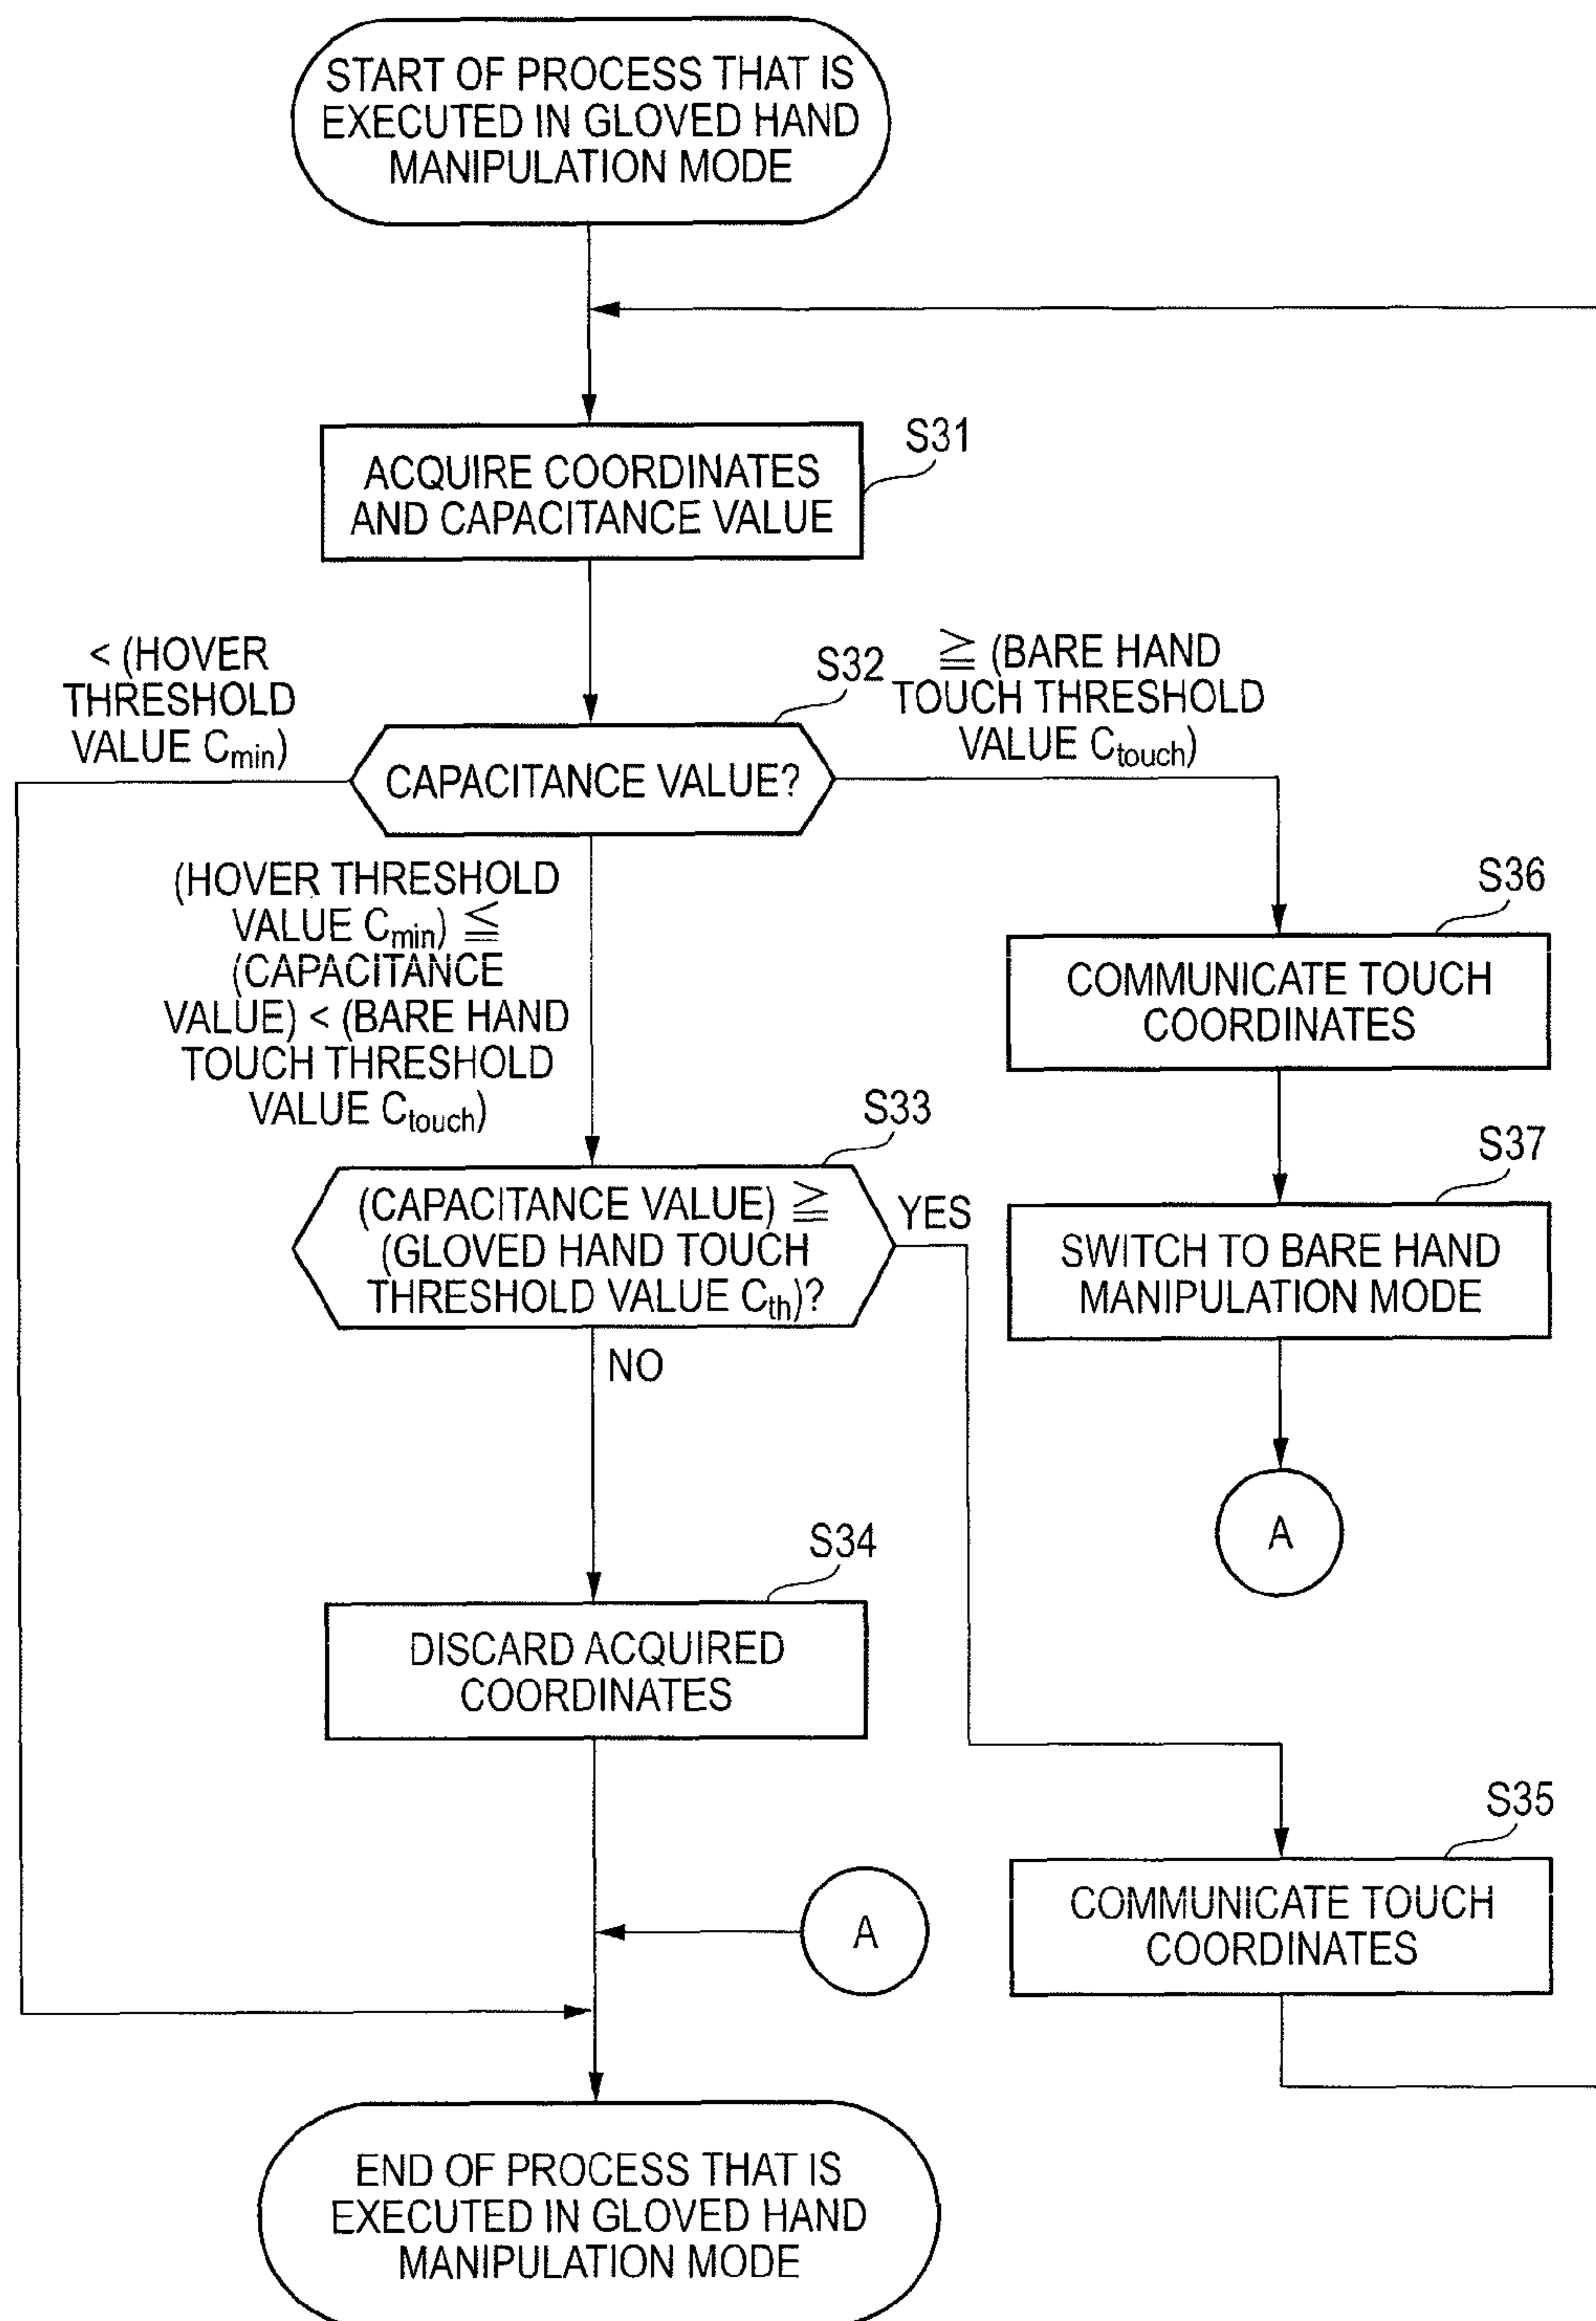 START OF PROCESS THAT IS
EXECUTED IN GLOVED HAND
MANIPULATION MODE
S31
ACQUIRE COORDINATES
AND CAPACITANCE VALUE
< (HOVER
THRESHOLD
VALUE Cmin)
S32
≧ (BARE HAND
TOUCH THRESHOLD
VALUE Ctouch)
CAPACITANCE VALUE?
(HOVER THRESHOLD
VALUE Cmin) ≦
(CAPACITANCE
VALUE) < (BARE HAND
TOUCH THRESHOLD
VALUE Ctouch)
S36
COMMUNICATE TOUCH
COORDINATES
S33
(CAPACITANCE VALUE) ≧
(GLOVED HAND TOUCH
THRESHOLD VALUE Cth)?
YES
NO
S37
SWITCH TO BARE HAND
MANIPULATION MODE
A
S34
DISCARD ACQUIRED
COORDINATES
S35
COMMUNICATE TOUCH
COORDINATES
A
END OF PROCESS THAT IS
EXECUTED IN GLOVED HAND
MANIPULATION MODE